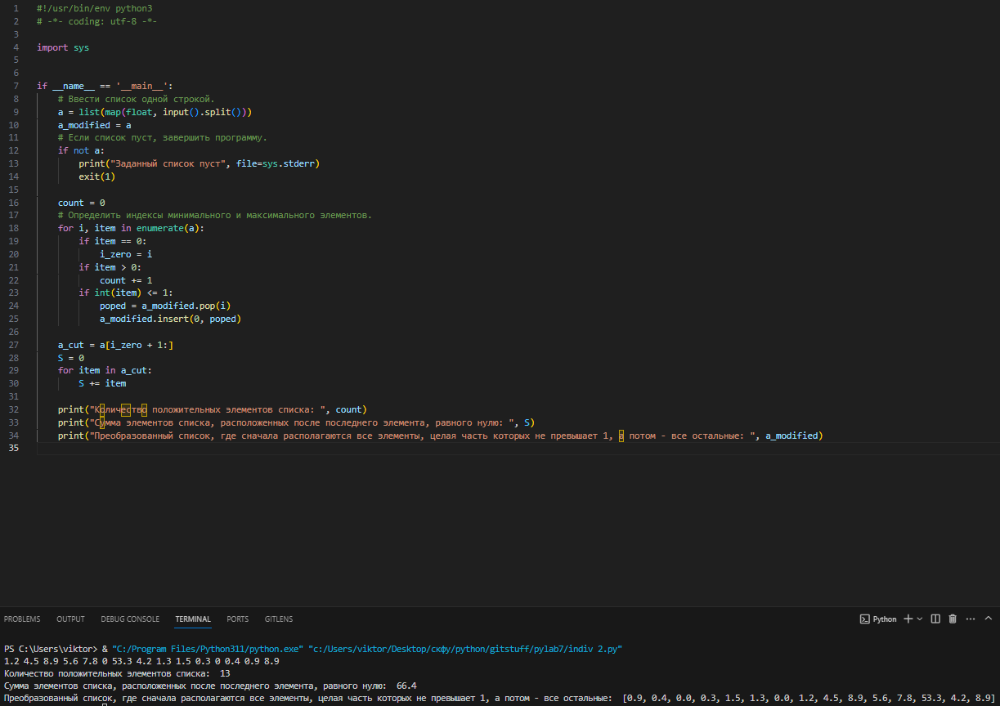 1 #!/usr/bin/env python3
2 # -*- coding: utf-8 -*-
3
4 import sys
5
6
7 if __name__ == '__main__':
8 # Ввести список одной строкой.
9 a = list(map(float, input().split()))
10 a_modified = a
11 # Если список пуст, завершить программу.
12 if not a:
13 print("Заданный список пуст", file=sys.stderr)
14 exit(1)
15
16 count = 0
17 # Определить индексы минимального и максимального элементов.
18 for i, item in enumerate(a):
19 if item == 0:
20 i_zero = i
21 if item > 0:
22 count += 1
23 if int(item) <= 1:
24 poped = a_modified.pop(i)
25 a_modified.insert(0, poped)
26
27 a_cut = a[i_zero + 1:]
28 S = 0
29 for item in a_cut:
30 S += item
31
32 print("Количество положительных элементов списка: ", count)
33 print("Сумма элементов списка, расположенных после последнего элемента, равного нулю: ", S)
34 print("Преобразованный список, где сначала располагаются все элементы, целая часть которых не превышает 1, а потом - все остальные: ", a_modified)
35
PROBLEMS OUTPUT DEBUG CONSOLE TERMINAL PORTS GITLENS Python
PS C:\Users\viktor> & "C:/Program Files/Python311/python.exe" "c:/Users/viktor/Desktop/скфу/python/gitstuff/pylab7/indiv 2.py"
1.2 4.5 8.9 5.6 7.8 0 53.3 4.2 1.3 1.5 0.3 0 0.4 0.9 8.9
Количество положительных элементов списка:  13
Сумма элементов списка, расположенных после последнего элемента, равного нулю:  66.4
Преобразованный список, где сначала располагаются все элементы, целая часть которых не превышает 1, а потом - все остальные:  [0.9, 0.4, 0.0, 0.3, 1.5, 1.3, 0.0, 1.2, 4.5, 8.9, 5.6, 7.8, 53.3, 4.2, 8.9]